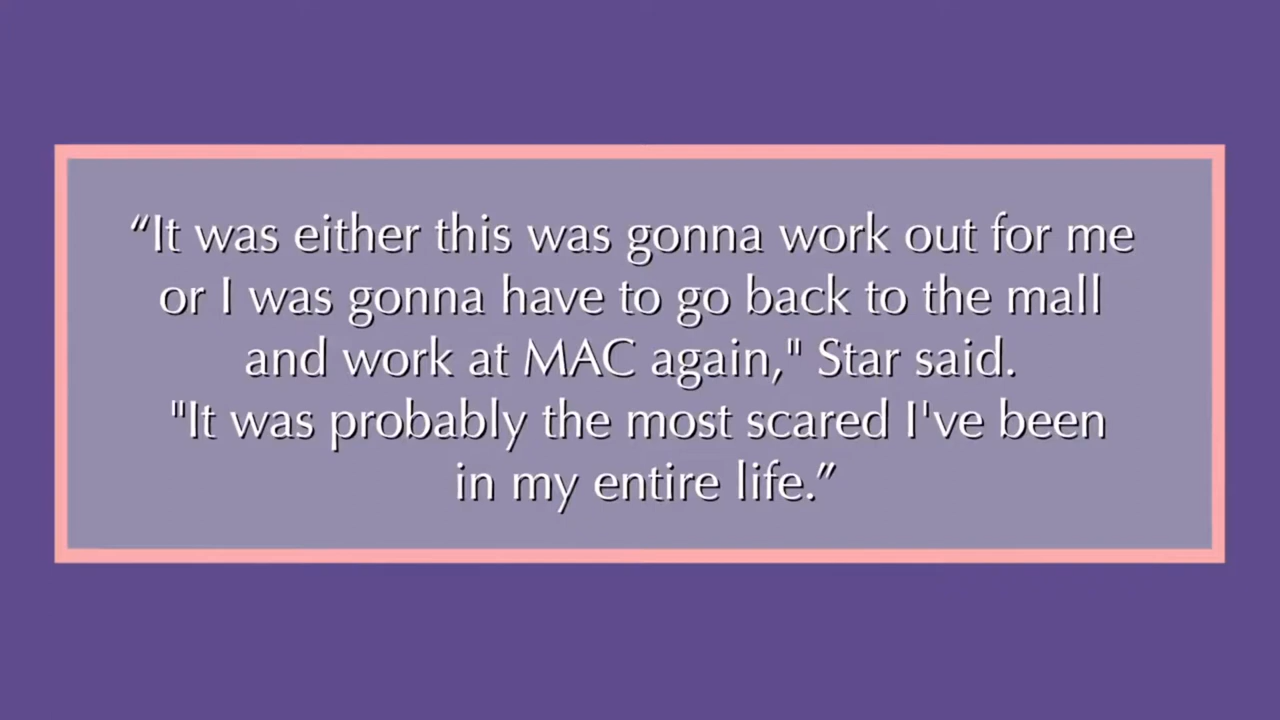 “It was either this was gonna work out for me
or I was gonna have to go back to the mall
and work at MAC again," Star said.
"It was probably the most scared I've been
in my entire life.”